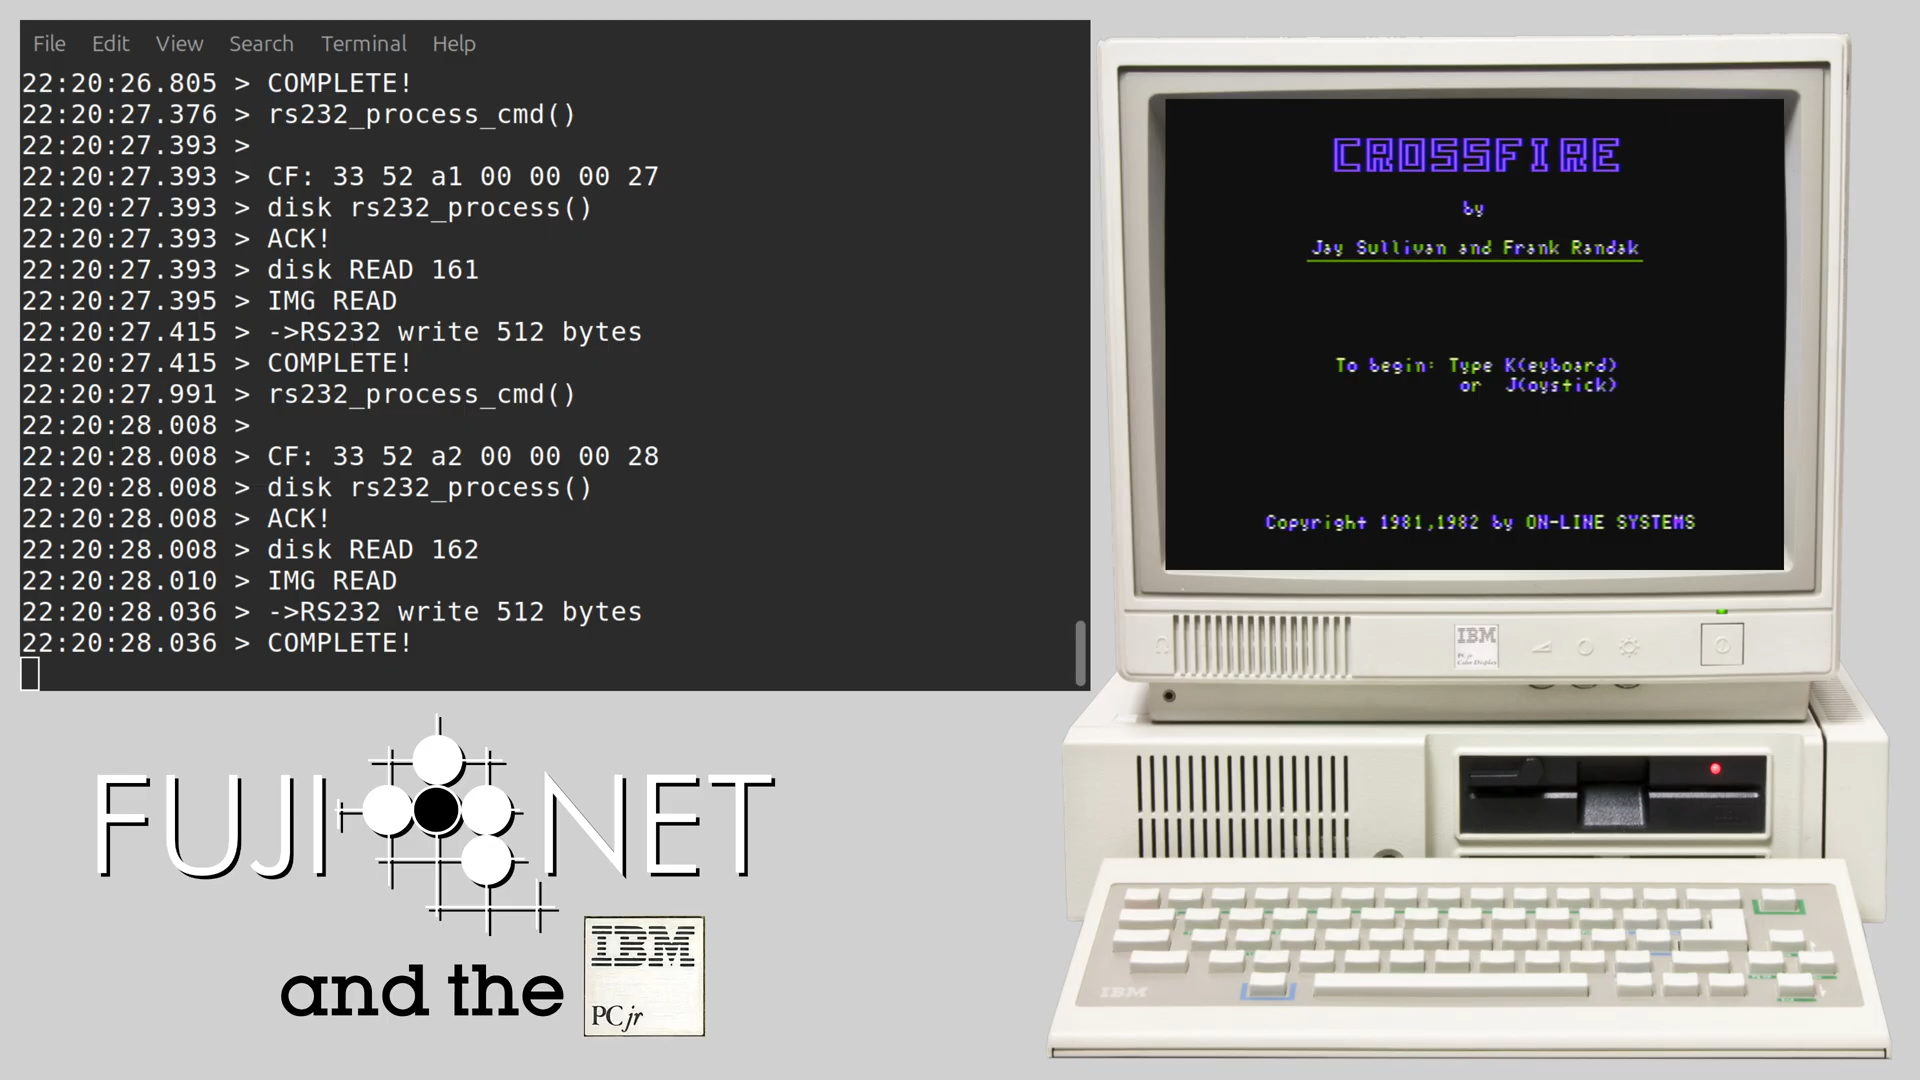 File Edit View Search Terminal Help
22:20:26.805 > COMPLETE!
22:20:27.376 > rs232_process_cmd()
22:20:27.393 >
22:20:27.393 > CF: 33 52 a1 00 00 00 27
22:20:27.393 > disk rs232_process()
22:20:27.393 > ACK!
22:20:27.393 > disk READ 161
22:20:27.395 > IMG READ
22:20:27.415 > ->RS232 write 512 bytes
22:20:27.415 > COMPLETE!
22:20:27.991 > rs232_process_cmd()
22:20:28.008 >
22:20:28.008 > CF: 33 52 a2 00 00 00 28
22:20:28.008 > disk rs232_process()
22:20:28.008 > ACK!
22:20:28.008 > disk READ 162
22:20:28.010 > IMG READ
22:20:28.036 > ->RS232 write 512 bytes
22:20:28.036 > COMPLETE!
CROSSFIRE
by
Jay Sullivan and Frank Randak
To begin: Type K(eyboard)
or J(oystick)
Copyright 1981,1982 by ON-LINE SYSTEMS
IBM
PCjr
Color Display
FUJINET
and the
IBM
PCjr
IBM